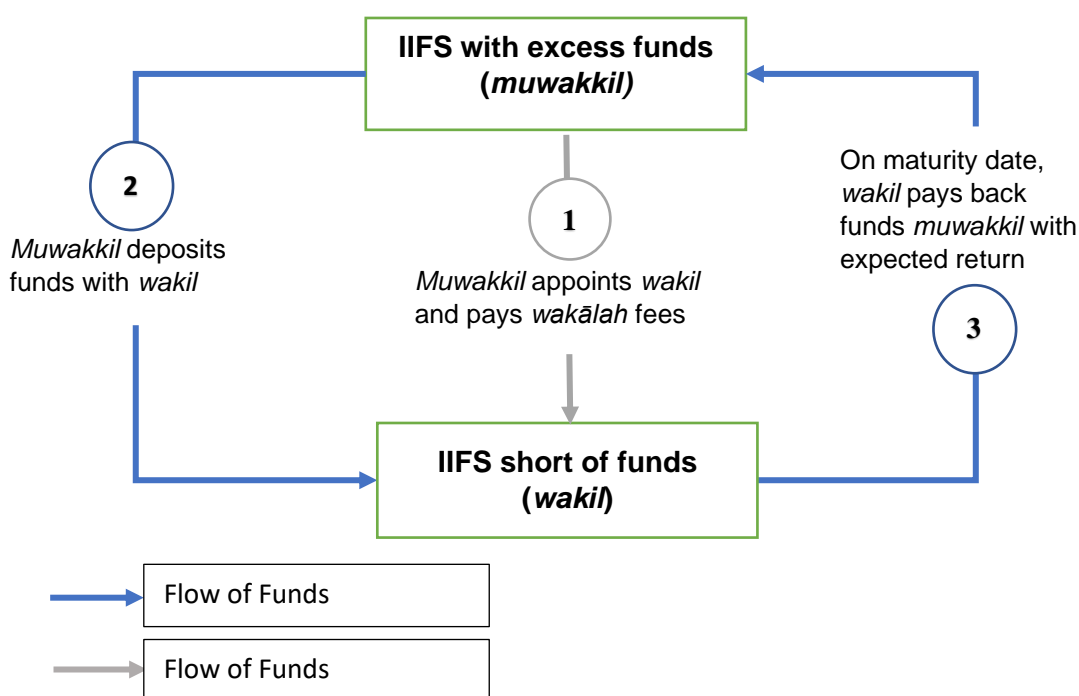 IIFS with excess funds
(muwakkil)
2
Muwakkil deposits
funds with wakil
1
Muwakkil appoints wakil
and pays wakālah fees
On maturity date,
wakil pays back
funds muwakkil with
expected return
3
IIFS short of funds
(wakil)
Flow of Funds
Flow of Funds